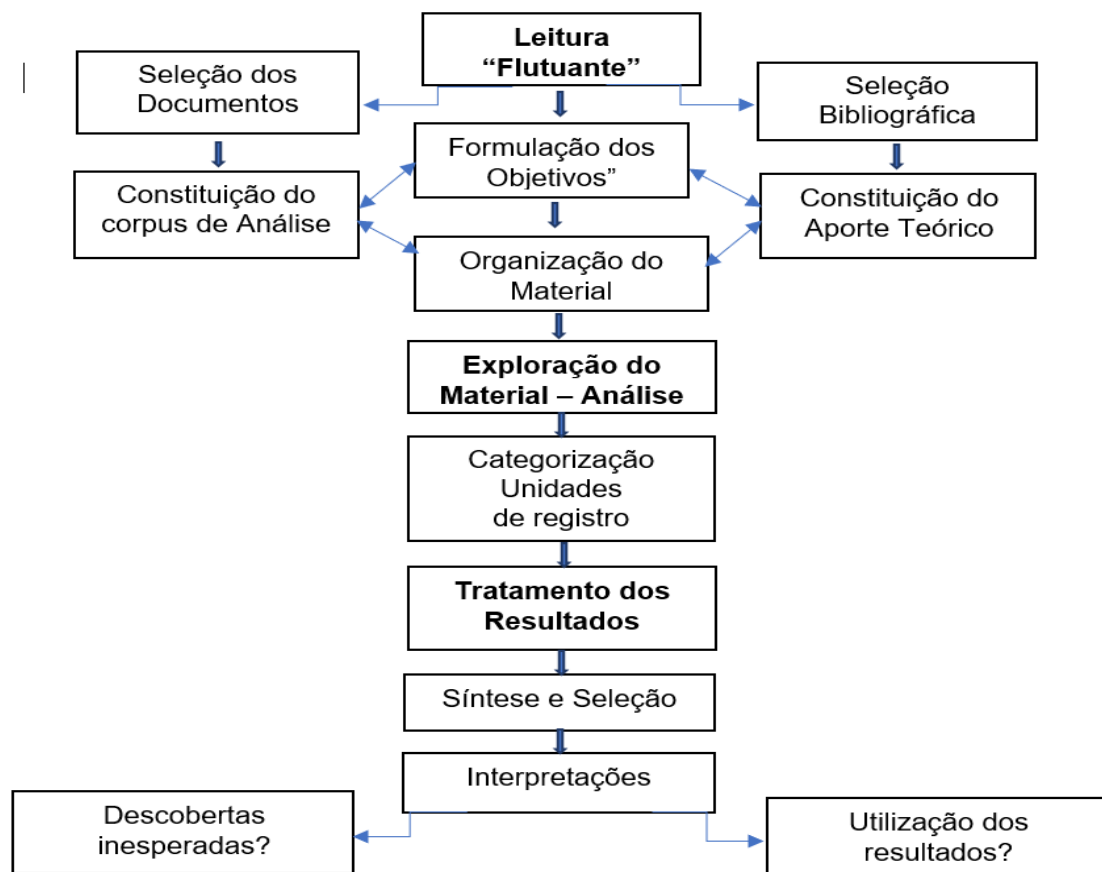 Leitura
“Flutuante”
Seleção dos
Documentos
Seleção
Bibliográfica
Formulação dos
Objetivos”
Constituição do
corpus de Análise
Constituição do
Aporte Teórico
Organização do
Material
Exploração do
Material – Análise
Categorização
Unidades
de registro
Tratamento dos
Resultados
Síntese e Seleção
Interpretações
Descobertas
inesperadas?
Utilização dos
resultados?